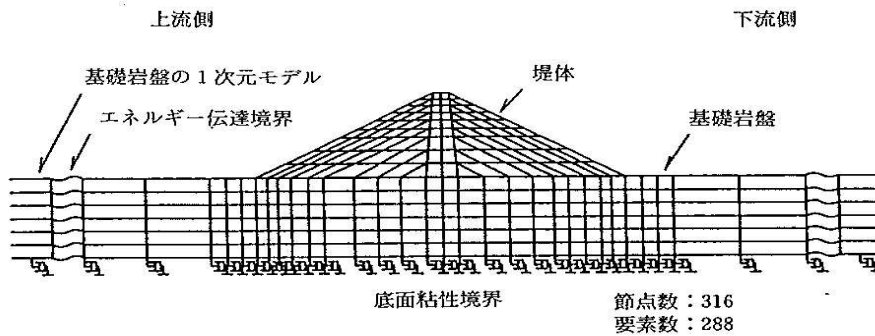 上流側
下流側
基礎岩盤の1次元モデル
堤体
エネルギー伝達境界
基礎岩盤
底面粘性境界
節点数：316
要素数：288